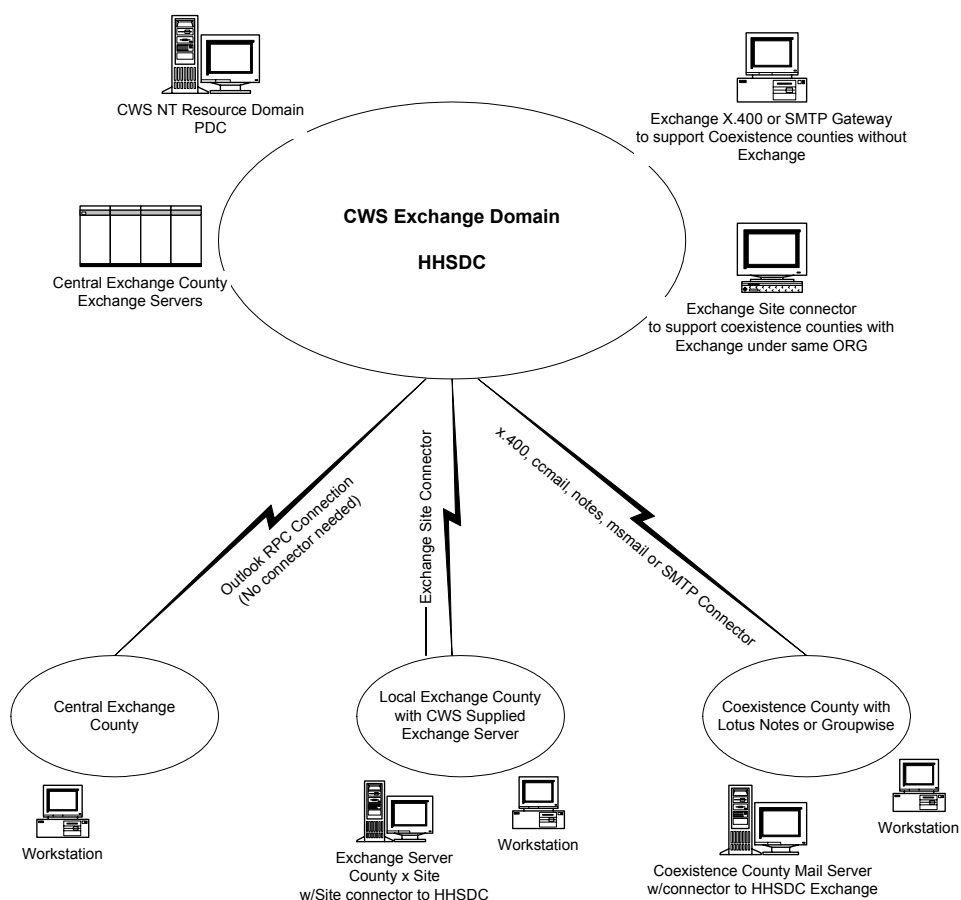 CWS NT Resource Domain
PDC
Exchange X.400 or SMTP Gateway
to support Coexistence counties without
Exchange
CWS Exchange Domain
HHSDC
Central Exchange County
Exchange Servers
Exchange Site connector
to support coexistence counties with
Exchange under same ORG
Outlook RPC Connection
(No connector needed)
Exchange Site Connector
x.400, ccmail, notes, msmail or SMTP Connector
Central Exchange
County
Local Exchange County
with CWS Supplied
Exchange Server
Coexistence County with
Lotus Notes or Groupwise
Workstation
Exchange Server
County x Site
w/Site connector to HHSDC
Workstation
Coexistence County Mail Server
w/connector to HHSDC Exchange
Workstation